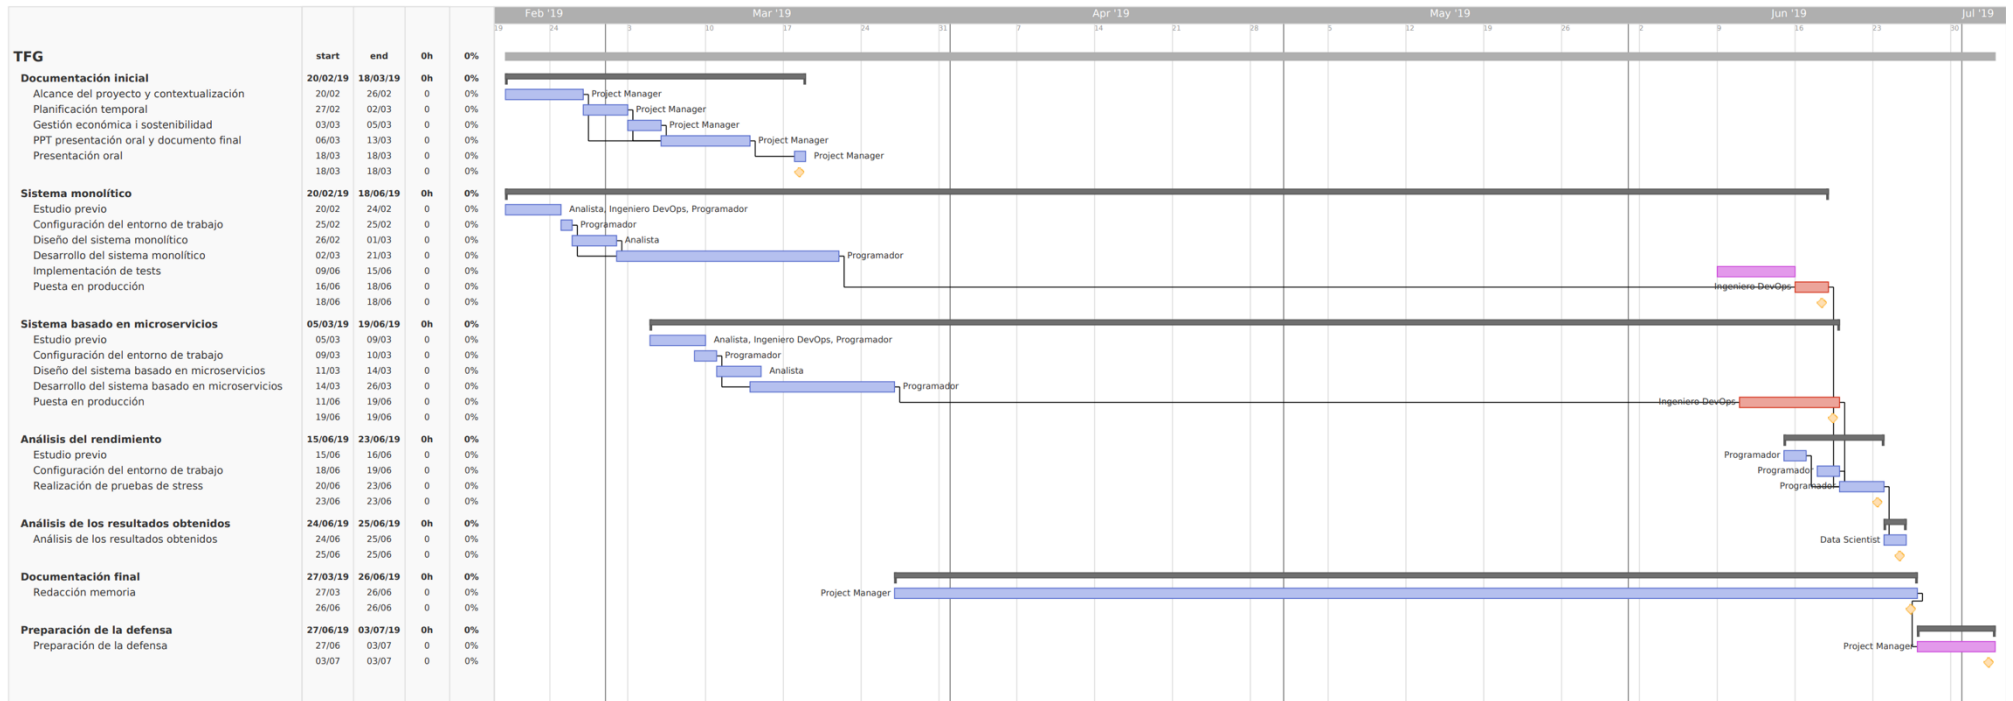 Feb '19 Mar '19 Apr '19 May '19 Jun '19 Jul '19
19 24 3 10 17 24 31 7 14 21 28 5 12 19 26 2 9 16 23 30
TFG start end 0h 0%
Documentación inicial 20/02/19 18/03/19 0h 0%
Alcance del proyecto y contextualización 20/02 26/02 0 0% Project Manager
Planificación temporal 27/02 02/03 0 0% Project Manager
Gestión económica i sostenibilidad 03/03 05/03 0 0% Project Manager
PPT presentación oral y documento final 06/03 13/03 0 0% Project Manager
Presentación oral 18/03 18/03 0 0% Project Manager
18/03 18/03 0 0%
Sistema monolítico 20/02/19 18/06/19 0h 0%
Estudio previo 20/02 24/02 0 0% Analista, Ingeniero DevOps, Programador
Configuración del entorno de trabajo 25/02 25/02 0 0% Programador
Diseño del sistema monolítico 26/02 01/03 0 0% Analista
Desarrollo del sistema monolítico 02/03 21/03 0 0% Programador
Implementación de tests 09/06 15/06 0 0%
Puesta en producción 16/06 18/06 0 0% Ingeniero DevOps
18/06 18/06 0 0%
Sistema basado en microservicios 05/03/19 19/06/19 0h 0%
Estudio previo 05/03 09/03 0 0% Analista, Ingeniero DevOps, Programador
Configuración del entorno de trabajo 09/03 10/03 0 0% Programador
Diseño del sistema basado en microservicios 11/03 14/03 0 0% Analista
Desarrollo del sistema basado en microservicios 14/03 26/03 0 0% Programador
Puesta en producción 11/06 19/06 0 0% Ingeniero DevOps
19/06 19/06 0 0%
Análisis del rendimiento 15/06/19 23/06/19 0h 0%
Estudio previo 15/06 16/06 0 0% Programador
Configuración del entorno de trabajo 18/06 19/06 0 0% Programador
Realización de pruebas de stress 20/06 23/06 0 0% Programador
23/06 23/06 0 0%
Análisis de los resultados obtenidos 24/06/19 25/06/19 0h 0%
Análisis de los resultados obtenidos 24/06 25/06 0 0% Data Scientist
25/06 25/06 0 0%
Documentación final 27/03/19 26/06/19 0h 0%
Redacción memoria 27/03 26/06 0 0% Project Manager
26/06 26/06 0 0%
Preparación de la defensa 27/06/19 03/07/19 0h 0%
Preparación de la defensa 27/06 03/07 0 0% Project Manager
03/07 03/07 0 0%